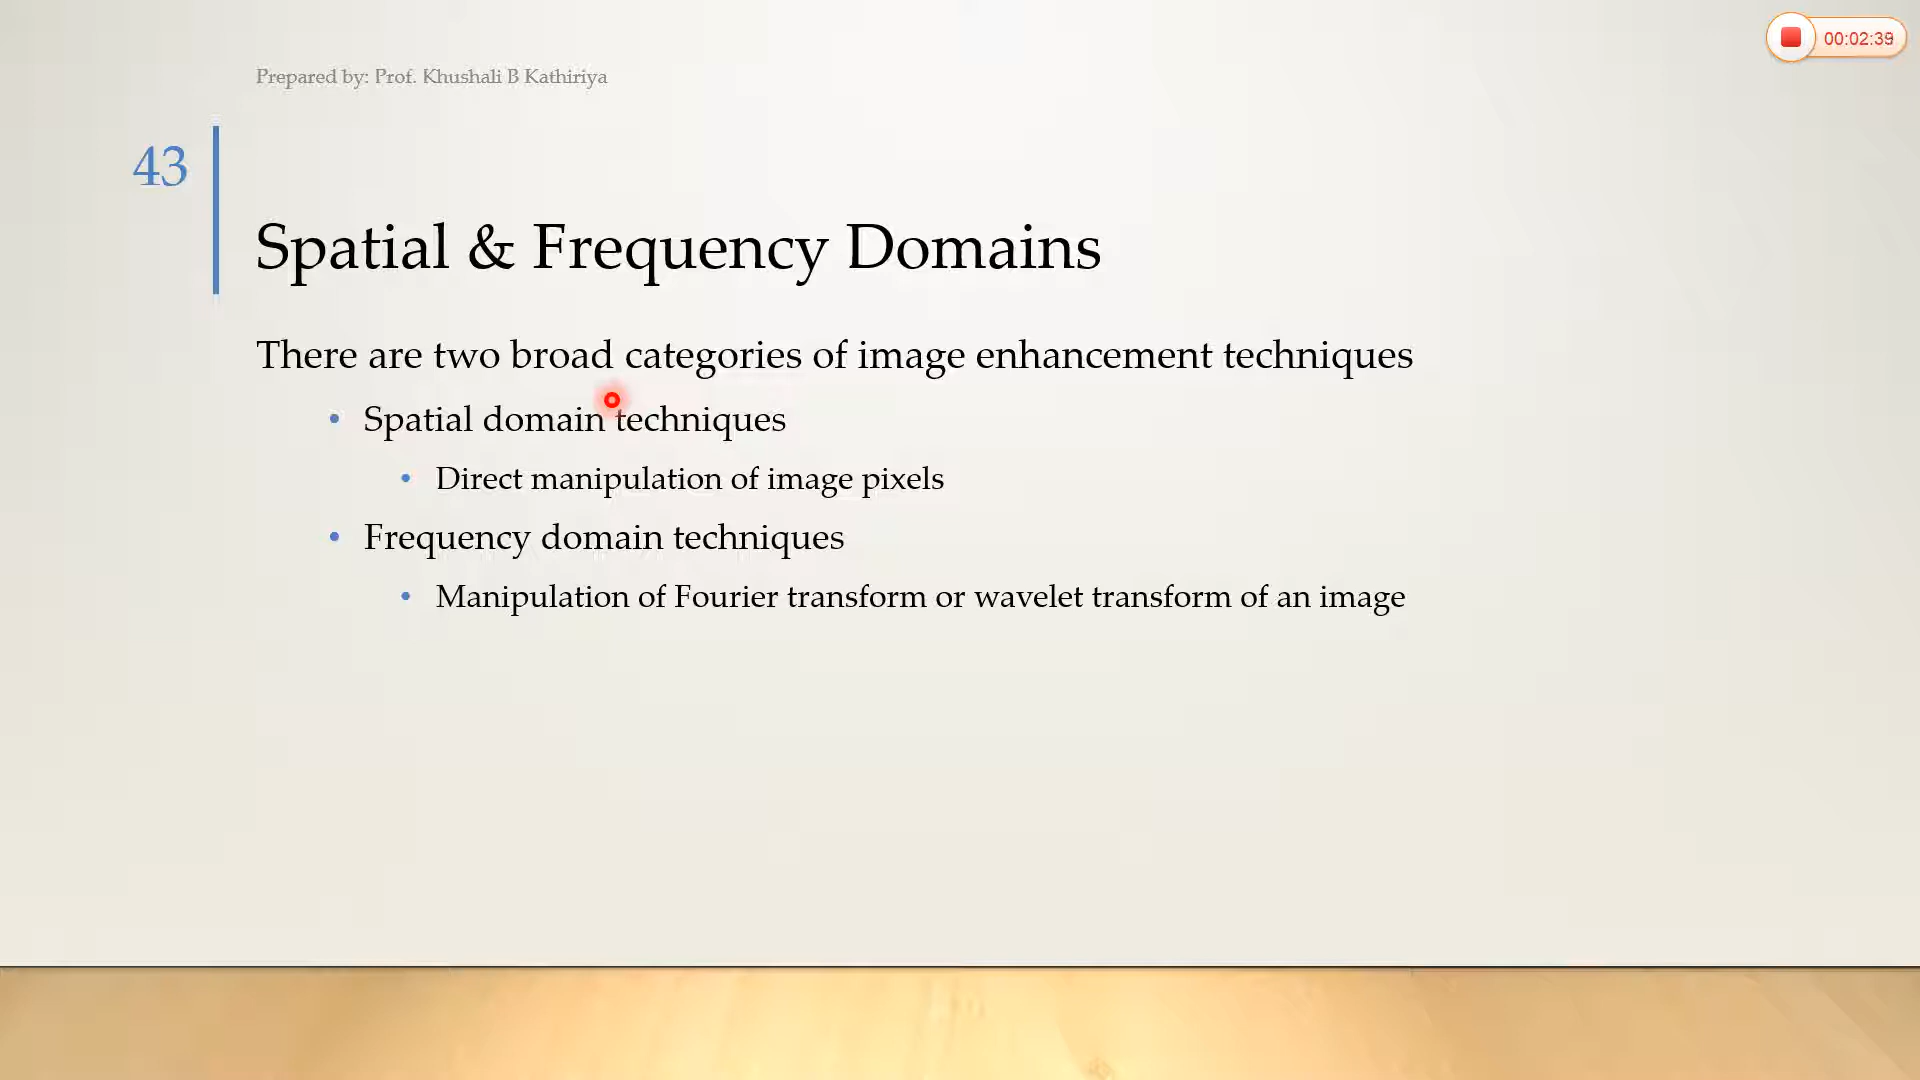 00:02:39
Prepared by: Prof. Khushali B Kathiriya
43
Spatial & Frequency Domains
There are two broad categories of image enhancement techniques
• Spatial domain techniques
• Direct manipulation of image pixels
• Frequency domain techniques
• Manipulation of Fourier transform or wavelet transform of an image